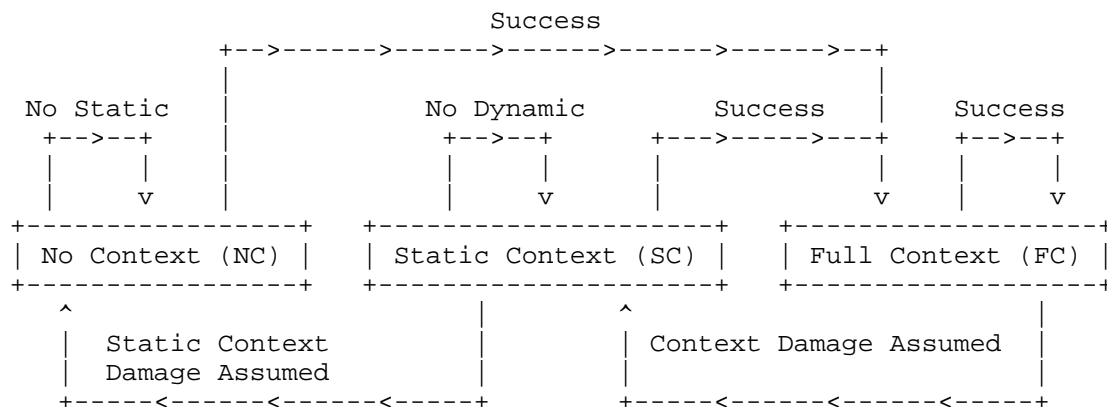 Success
No Static No Dynamic Success Success
No Context (NC) Static Context (SC) Full Context (FC)
Static Context Context Damage Assumed
Damage Assumed